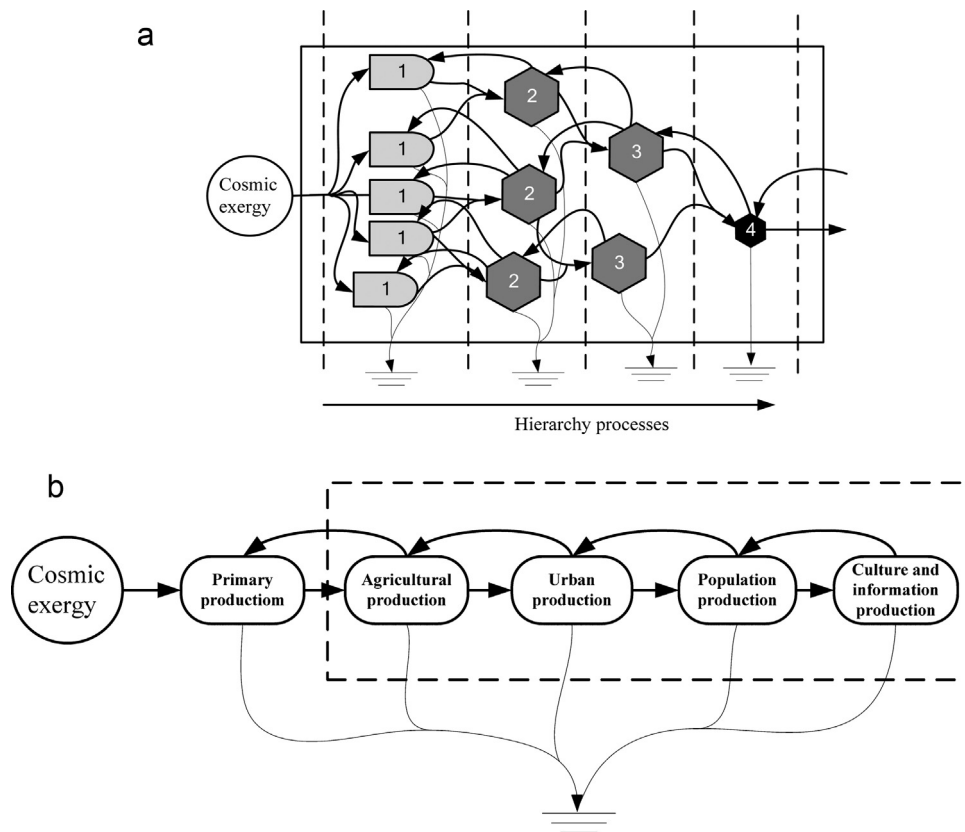 a
1
2
1
3
Cosmic
exergy
1
2
1
4
3
1
2
Hierarchy processes
b
Cosmic
exergy
Primary
productiom
Agricultural
production
Urban
production
Population
production
Culture and
information
production